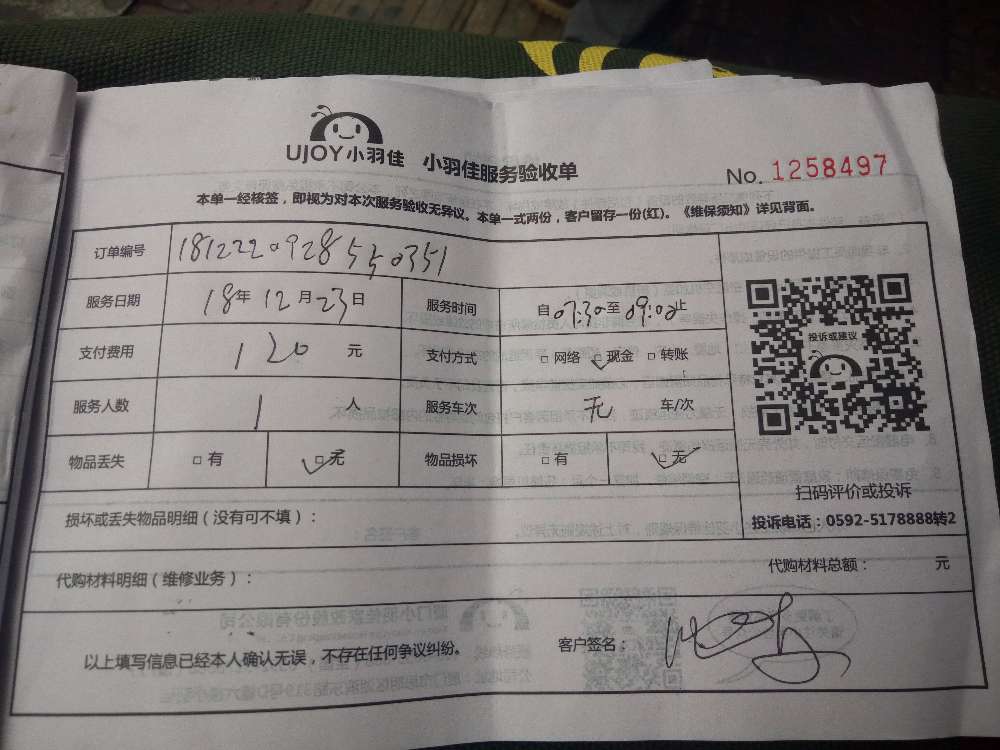 UJOY小羽佳 小羽佳服务验收单
No. 1258497
本单一经核签，即视为对本次服务验收无异议。本单一式两份，客户留存一份(红)。《维保须知》详见背面。
订单编号 181222092855550351
服务日期 18年12月23日 服务时间 自07:30至09:00止
支付费用 120 元 支付方式 □ 网络 □ 现金 □ 转账
服务人数 1 人 服务车次 无 车/次
物品丢失 □ 有 □ 无 物品损坏 □ 有 □ 无
投诉或建议
扫码评价或投诉
投诉电话：0592-5178888转2
损坏或丢失物品明细（没有可不填）：
代购材料明细（维修业务）： 代购材料总额： 元
以上填写信息已经本人确认无误，不存在任何争议纠纷。 客户签名：